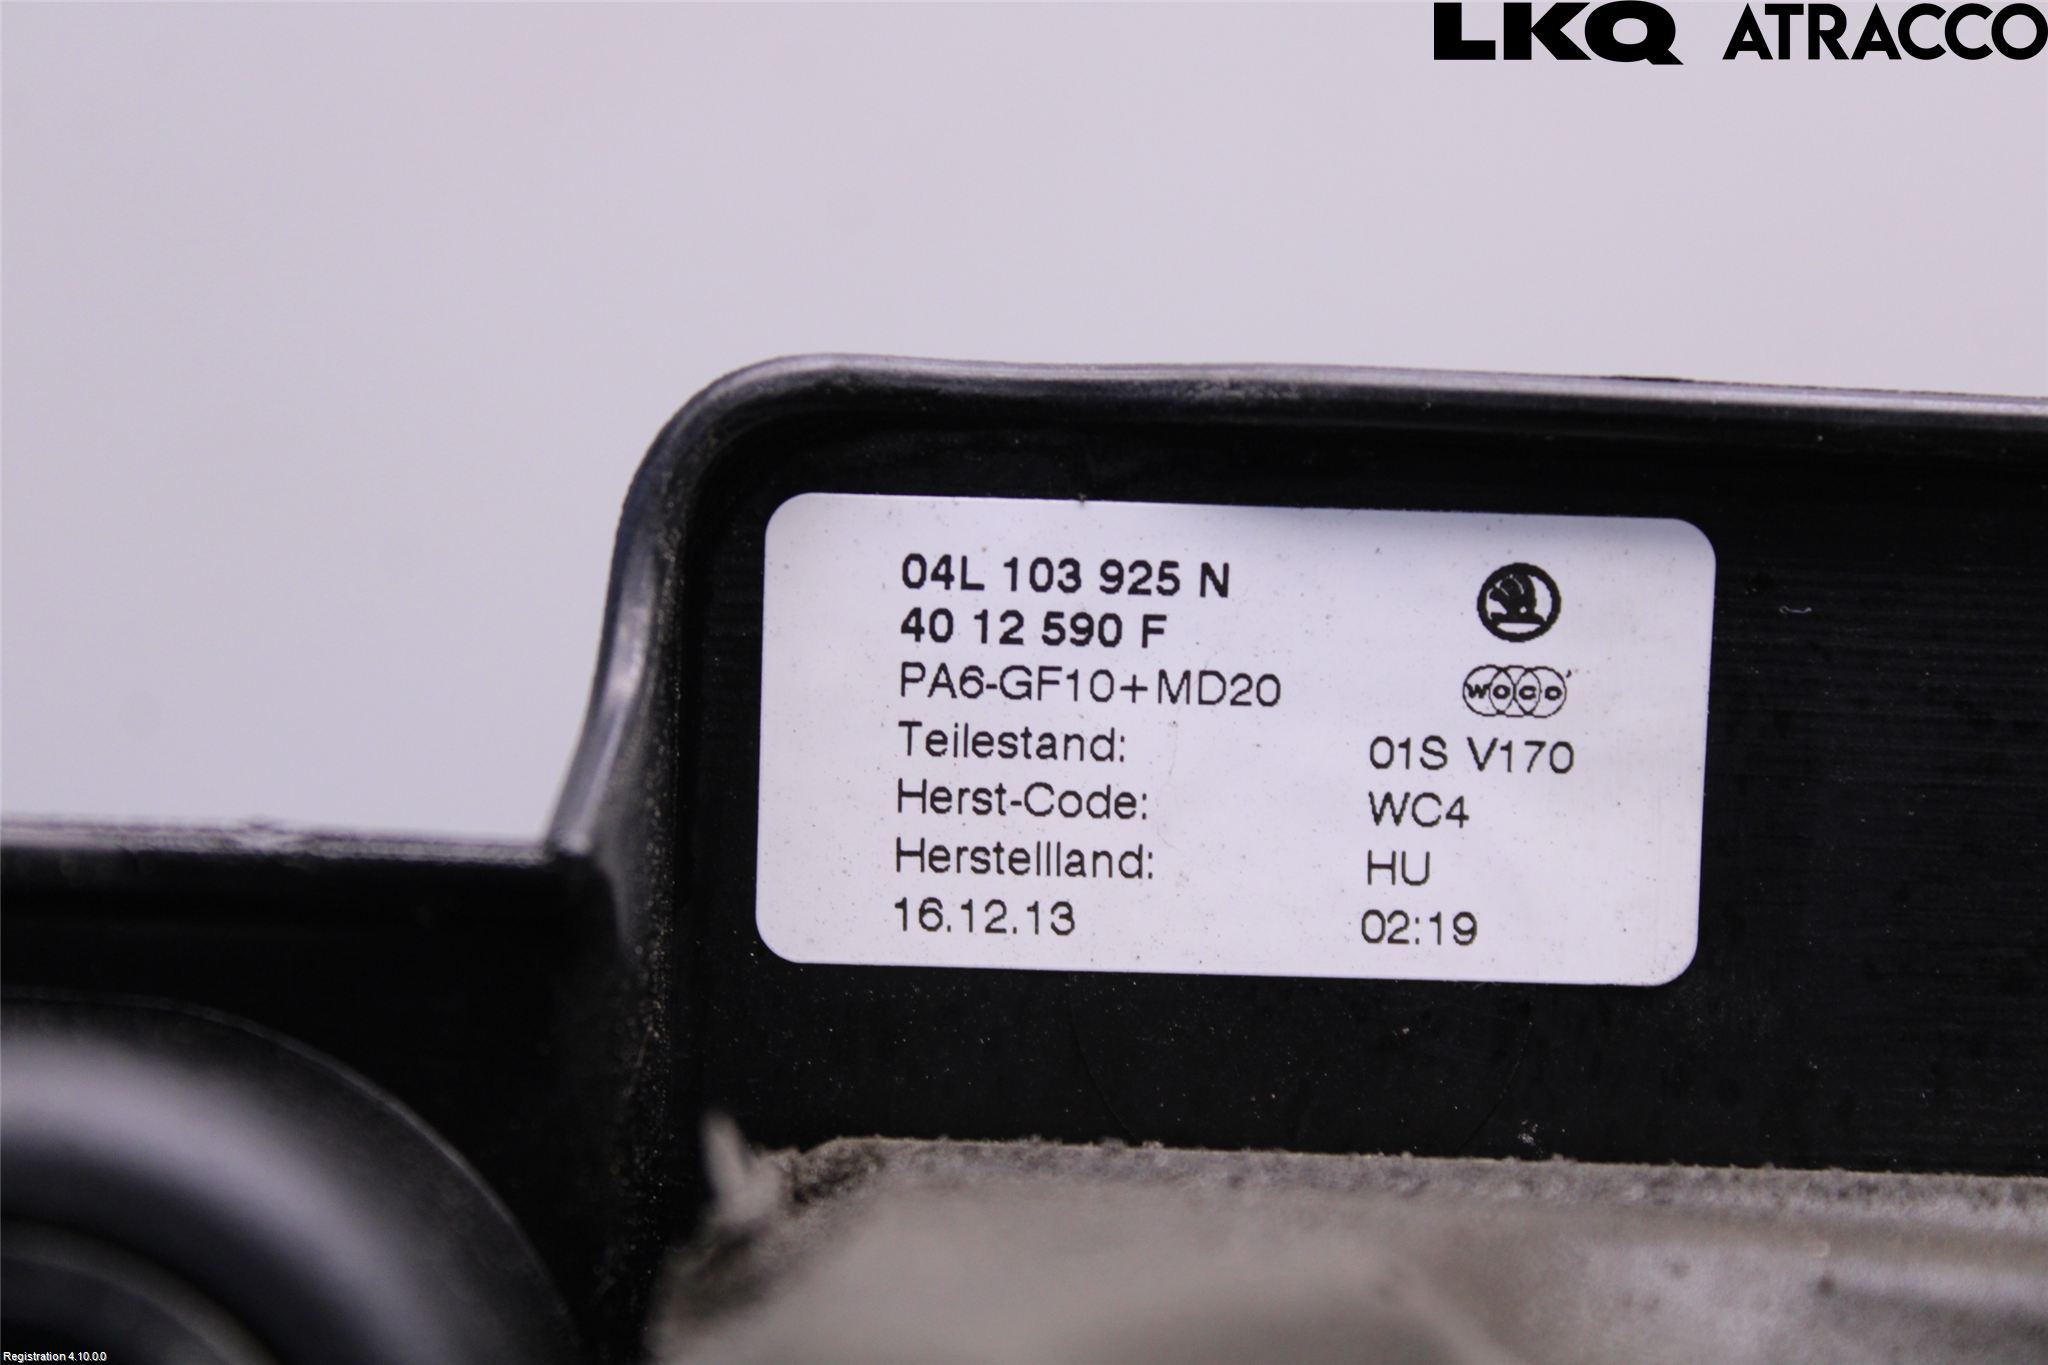 LKQ ATRACCO
04L 103 925 N
40 12 590 F
PA6-GF10+MD20
woco
Teilestand: 01S V170
Herst-Code: WC4
Herstellland: HU
16.12.13 02:19
Registration 4.10.0.0